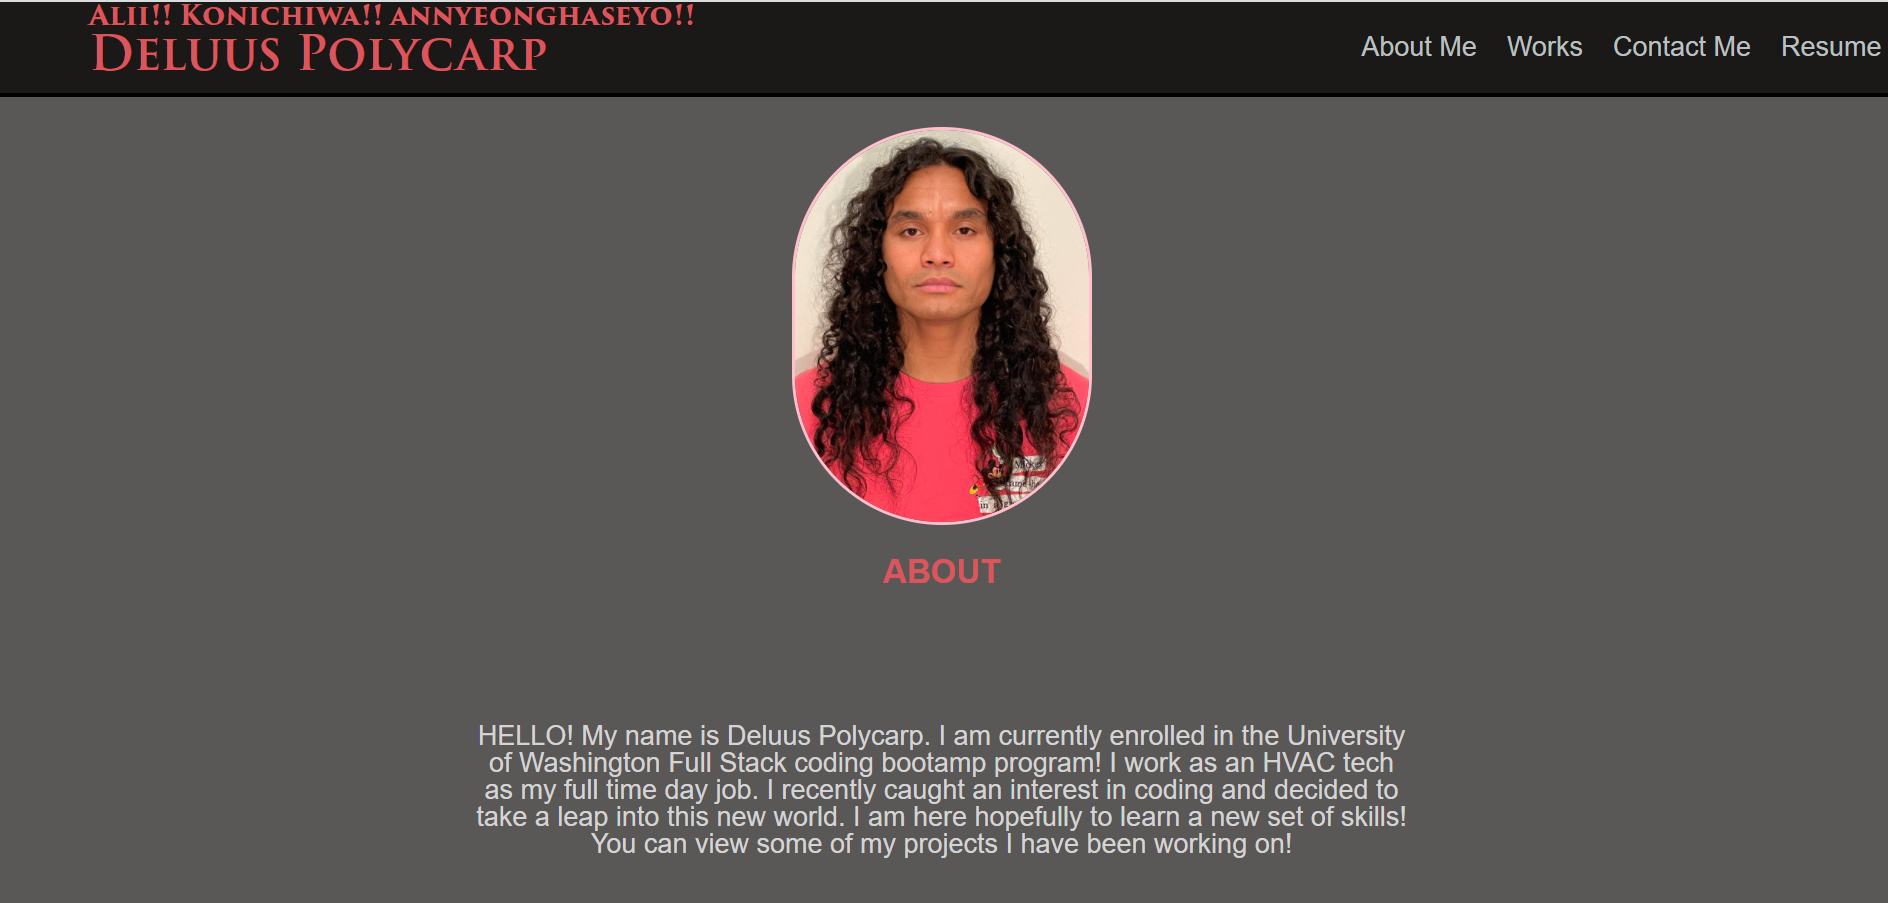 Alii!! Konichiwa!! annyeonghaseyo!!
Deluus Polycarp
About Me Works Contact Me Resume
Mickey
in a
ABOUT
HELLO! My name is Deluus Polycarp. I am currently enrolled in the University
of Washington Full Stack coding bootamp program! I work as an HVAC tech
as my full time day job. I recently caught an interest in coding and decided to
take a leap into this new world. I am here hopefully to learn a new set of skills!
You can view some of my projects I have been working on!